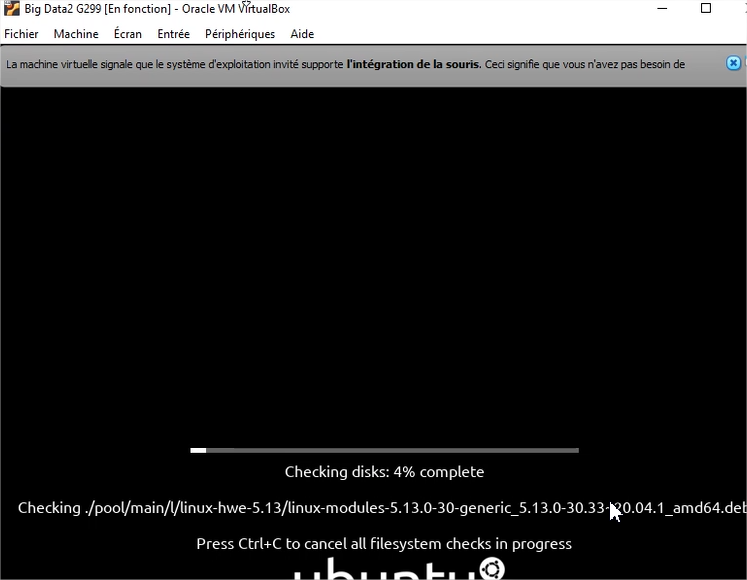 Big Data2 G299 [En fonction] - Oracle VM VirtualBox
Fichier Machine Écran Entrée Périphériques Aide
La machine virtuelle signale que le système d'exploitation invité supporte l'intégration de la souris. Ceci signifie que vous n'avez pas besoin de
Checking disks: 4% complete
Checking ./pool/main/l/linux-hwe-5.13/linux-modules-5.13.0-30-generic_5.13.0-30.33~20.04.1_amd64.deb
Press Ctrl+C to cancel all filesystem checks in progress
ubuntu